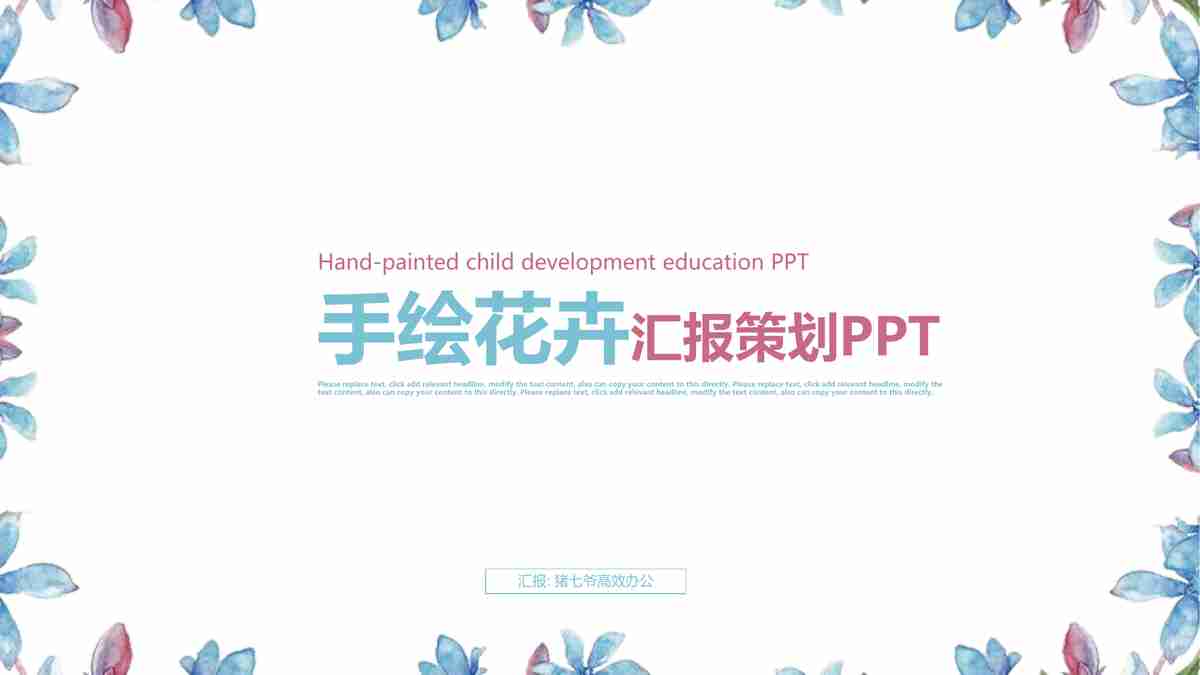 Hand-painted child development education PPT
手绘花卉汇报策划PPT
Please replace text, click add relevant headline, modify the text content, also can copy your content to this directly. Please replace text, click add relevant headline, modify the
text content, also can copy your content to this directly. Please replace text, click add relevant headline, modify the text content, also can copy your content to this directly.
汇报: 猪七爷高效办公